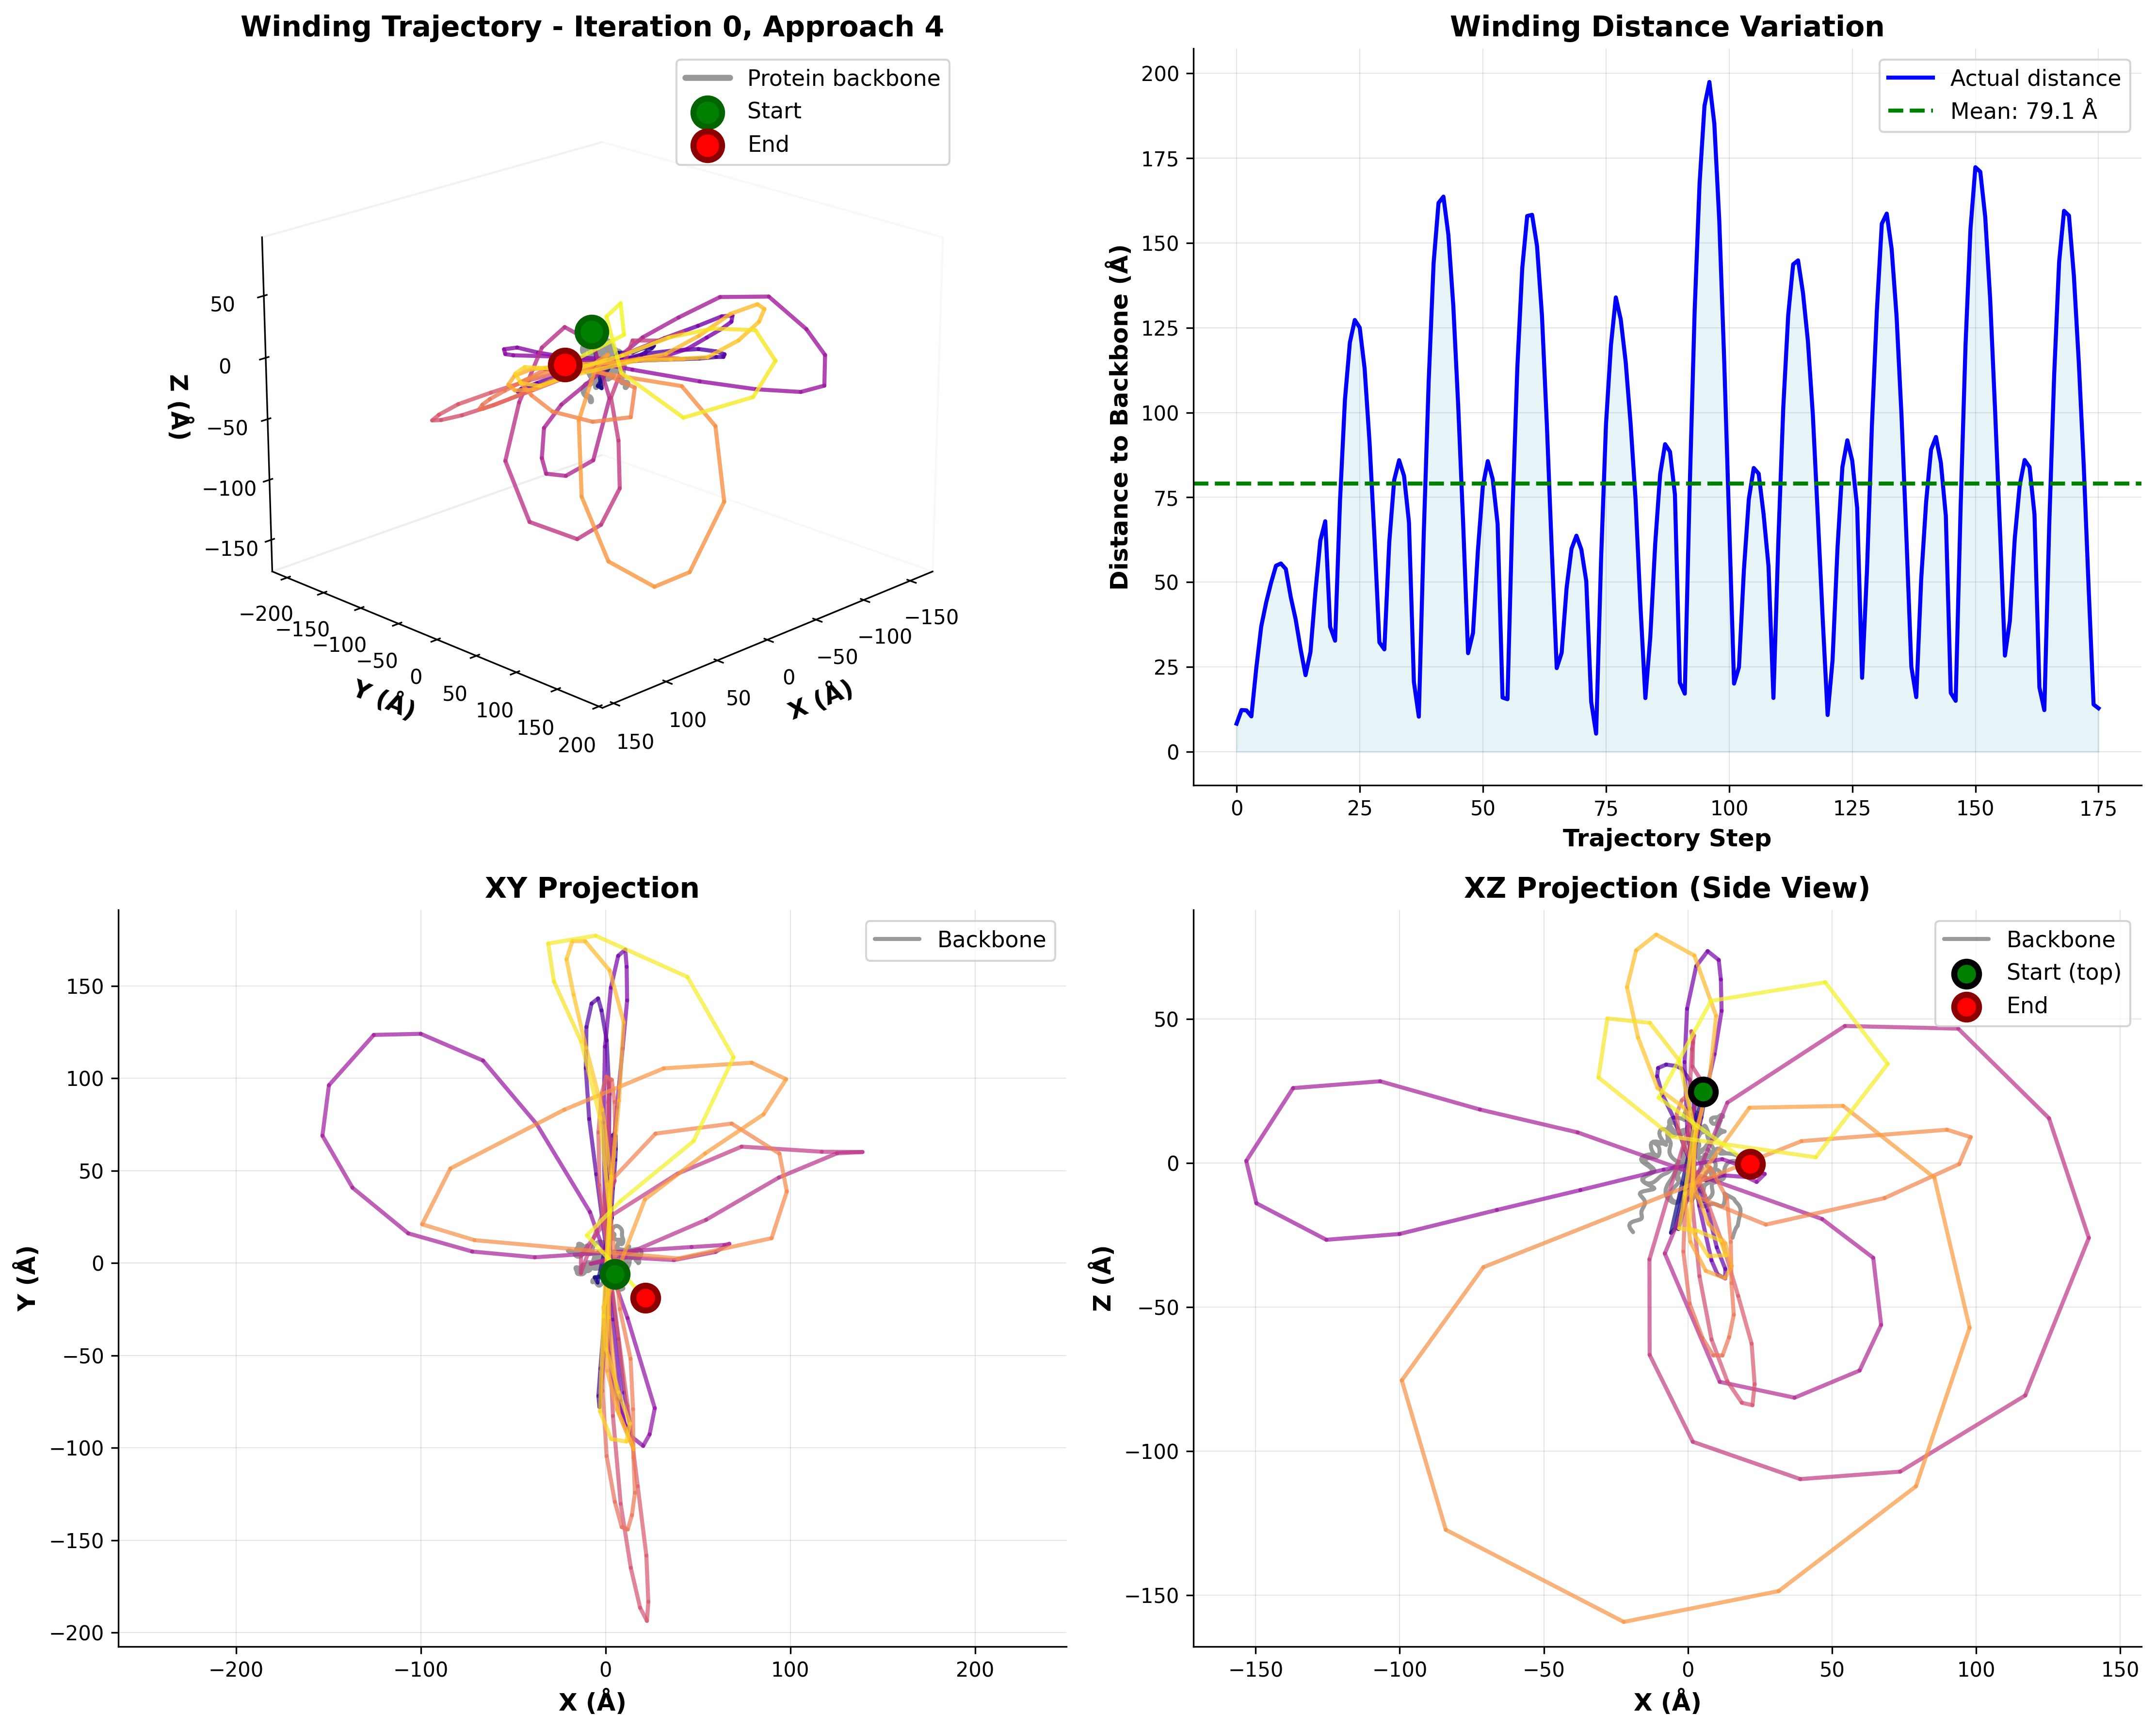 Winding Trajectory - Iteration 0, Approach 4
Protein backbone
Start
End
50
0
−50
−100
−150
Z (Å)
−200
−150
−100
−50
0
50
100
150
200
Y (Å)
150
100
50
0
−50
−100
−150
X (Å)
Winding Distance Variation
Actual distance
Mean: 79.1 Å
200
175
150
125
100
75
50
25
0
Distance to Backbone (Å)
0
25
50
75
100
125
150
175
Trajectory Step
XY Projection
Backbone
150
100
50
0
−50
−100
−150
−200
Y (Å)
−200
−100
0
100
200
X (Å)
XZ Projection (Side View)
Backbone
Start (top)
End
50
0
−50
−100
−150
Z (Å)
−150
−100
−50
0
50
100
150
X (Å)